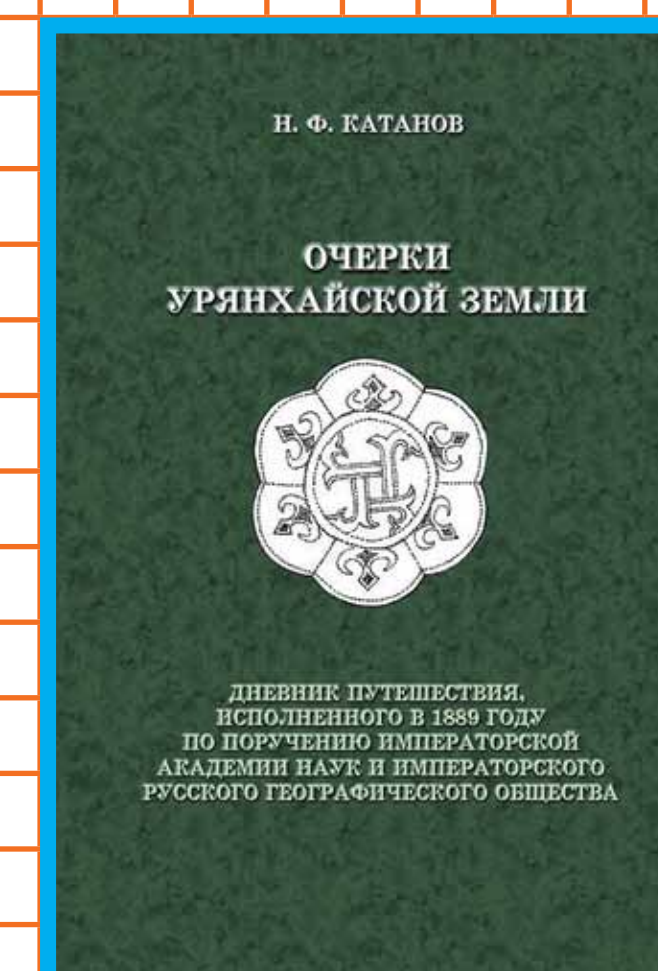 Н. Ф. КАТАНОВ
ОЧЕРКИ
УРЯНХАЙСКОЙ ЗЕМЛИ
ДНЕВНИК ПУТЕШЕСТВИЯ,
ИСПОЛНЕННОГО В 1889 ГОДУ
ПО ПОРУЧЕНИЮ ИМПЕРАТОРСКОЙ
АКАДЕМИИ НАУК И ИМПЕРАТОРСКОГО
РУССКОГО ГЕОГРАФИЧЕСКОГО ОБЩЕСТВА